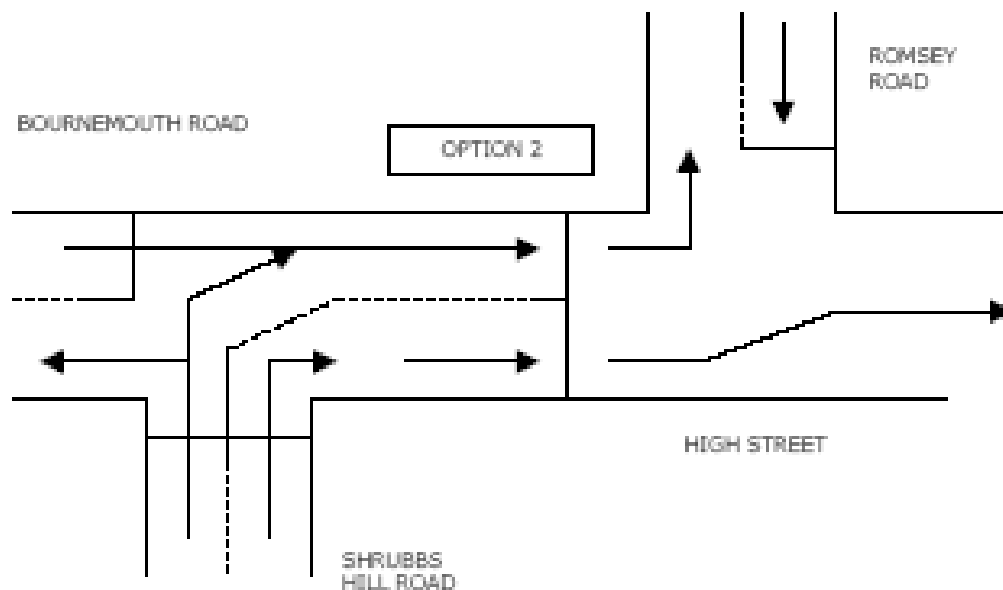 ROMSEY
ROAD
BOURNEMOUTH ROAD
OPTION 2
HIGH STREET
SHRUBBS
HILL ROAD